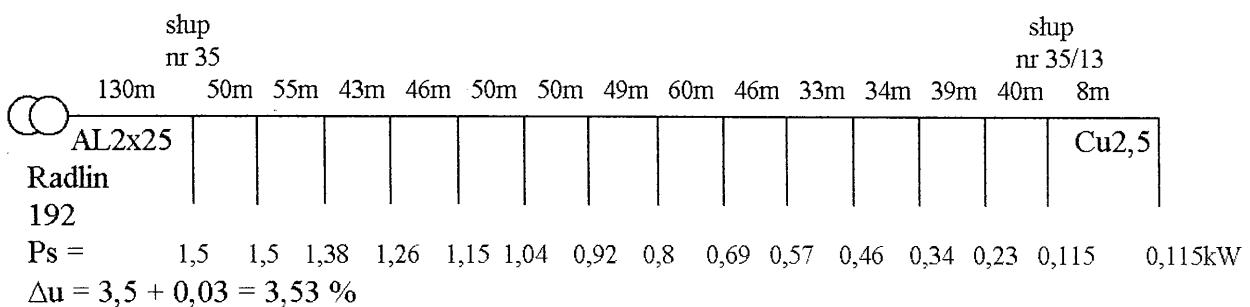 słup
nr 35
słup
nr 35/13
130m 50m 55m 43m 46m 50m 50m 49m 60m 46m 33m 34m 39m 40m 8m
AL2x25 Cu2,5
Radlin
192
Ps = 1,5 1,5 1,38 1,26 1,15 1,04 0,92 0,8 0,69 0,57 0,46 0,34 0,23 0,115 0,115kW
Δu = 3,5 + 0,03 = 3,53 %